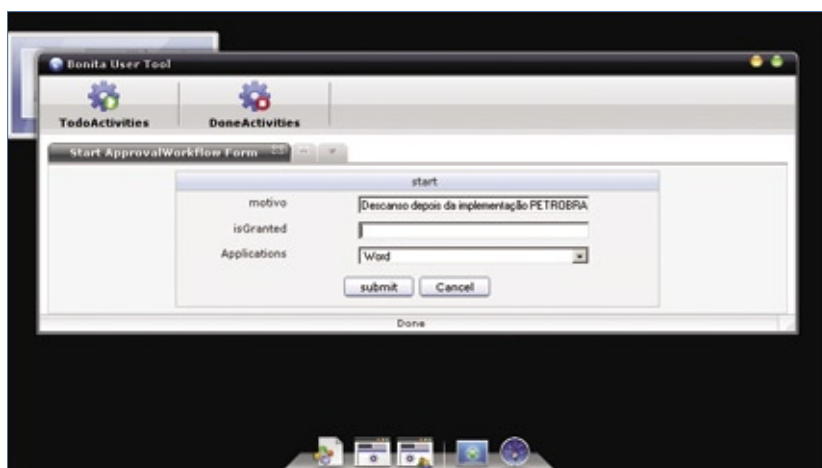 Bonita User Tool
TodoActivities DoneActivities
Start ApprovalWorkflow Form
start
motivo Descanso depois da implementação PETROBRA
isGranted
Applications Word
submit Cancel
Done